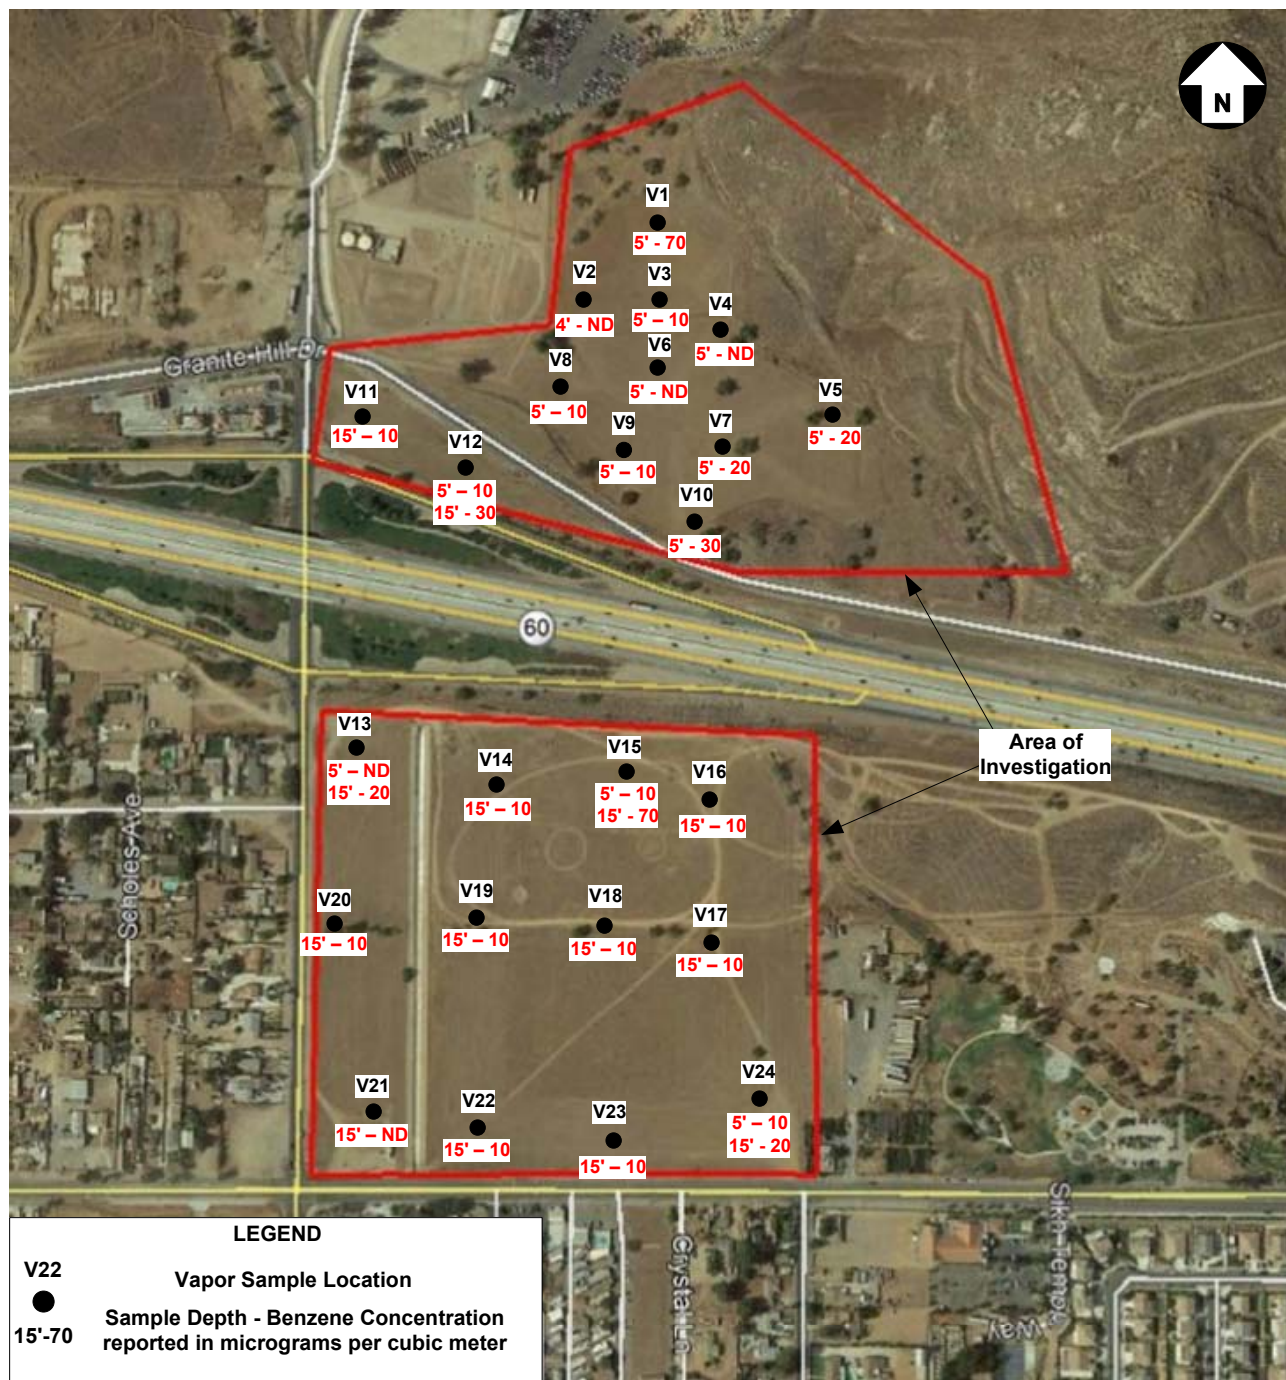 N
V1
5' - 70
V2
4' - ND
V3
5' – 10
V4
5' - ND
V6
5' - ND
V8
5' – 10
V5
5' - 20
V7
5' - 20
V9
5' – 10
V10
5' - 30
Granite Hill Dr
V11
15' – 10
V12
5' – 10
15' - 30
60
Area of
Investigation
V13
5' – ND
15' - 20
V14
15' – 10
V15
5' – 10
15' - 70
V16
15' – 10
Scholes Ave
V20
15' – 10
V19
15' – 10
V18
15' – 10
V17
15' – 10
V21
15' – ND
V22
15' – 10
V23
15' – 10
V24
5' – 10
15' - 20
Crystal Ln
Sikh Temple Way
LEGEND
V22
Vapor Sample Location
15'-70
Sample Depth - Benzene Concentration
reported in micrograms per cubic meter